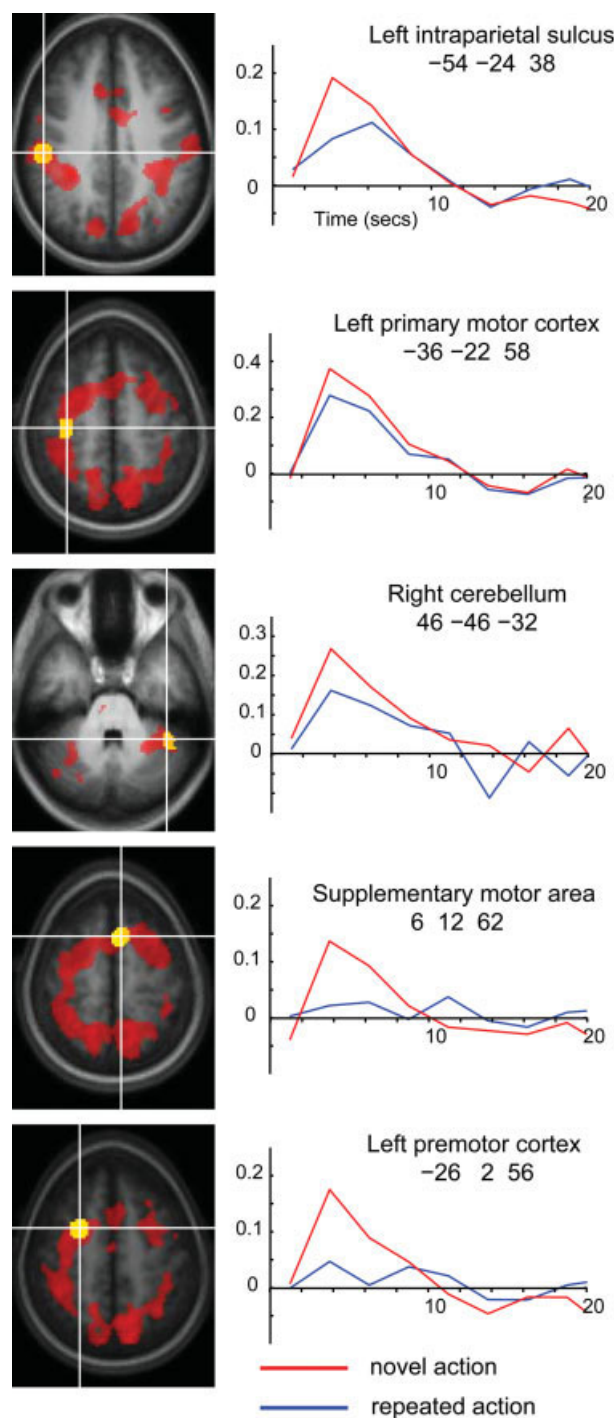 Left intraparietal sulcus
−54 −24 38
0.2
0.1
0
10
20
Time (secs)
Left primary motor cortex
−36 −22 58
0.4
0.2
0
10
20
Right cerebellum
46 −46 −32
0.3
0.2
0.1
0
10
20
Supplementary motor area
6 12 62
0.2
0.1
0
10
20
Left premotor cortex
−26 2 56
0.2
0.1
0
10
20
novel action
repeated action